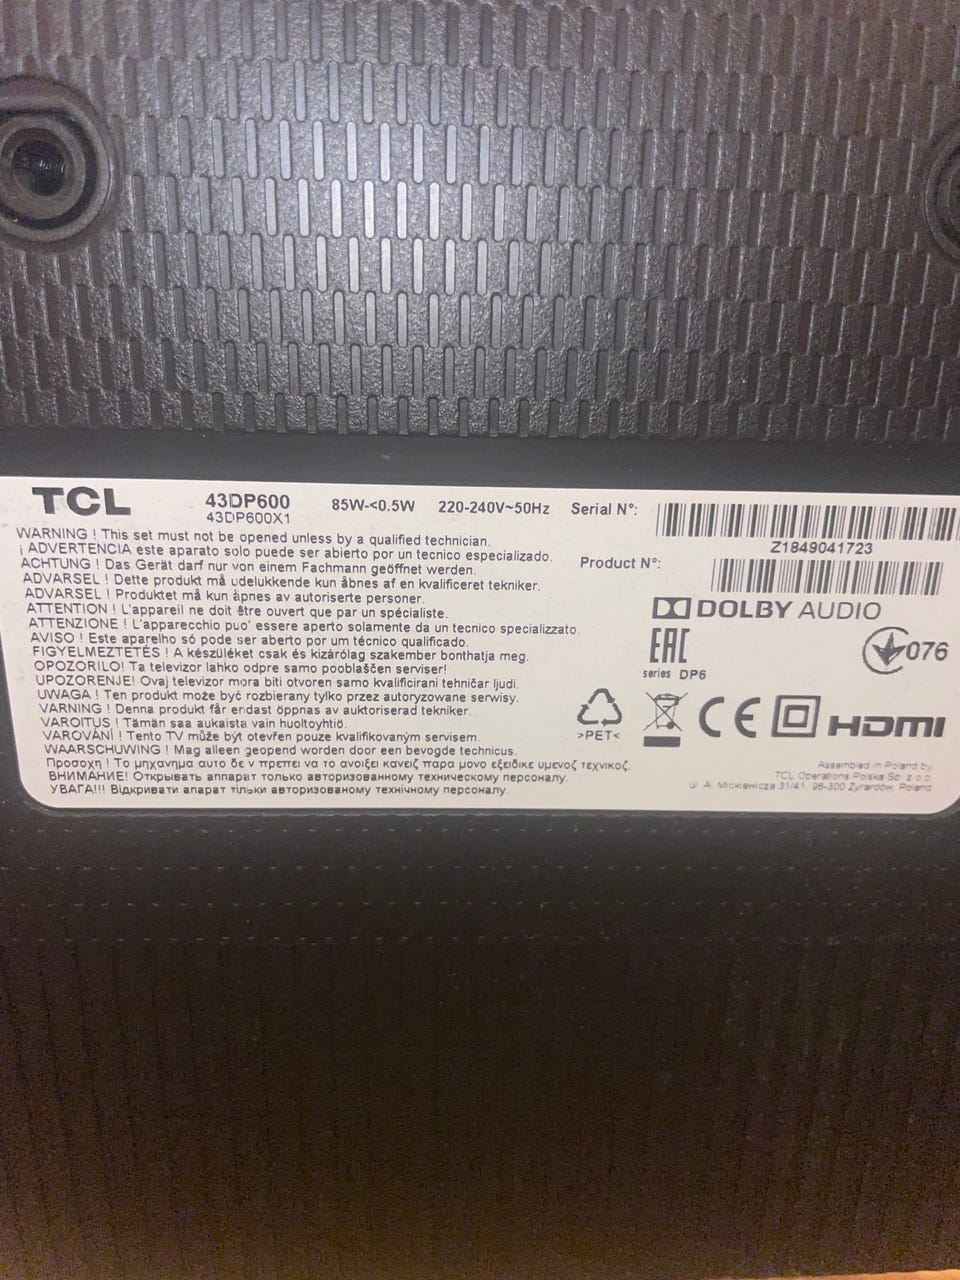 TCL 43DP600 85W-<0.5W 220-240V~50Hz Serial N°:
43DP600X1
Z1849041723
Product N°:
WARNING ! This set must not be opened unless by a qualified technician.
¡ ADVERTENCIA este aparato solo puede ser abierto por un tecnico especializado.
ACHTUNG ! Das Gerät darf nur von einem Fachmann geöffnet werden.
ADVARSEL ! Dette produkt må udelukkende kun åbnes af en kvalificeret tekniker.
ADVARSEL ! Produktet må kun åpnes av autoriserte personer.
ATTENTION ! L'appareil ne doit être ouvert que par un spécialiste.
ATTENZIONE ! L'apparecchio puo' essere aperto solamente da un tecnico specializzato.
AVISO ! Este aparelho só pode ser aberto por um técnico qualificado.
FIGYELMEZTETÉS ! A készüléket csak és kizárólag szakember bonthatja meg.
OPOZORILO! Ta televizor lahko odpre samo pooblaščen serviser!
UPOZORENJE! Ovaj televizor mora biti otvoren samo kvalificirani tehničar ljudi.
UWAGA ! Ten produkt może być rozbierany tylko przez autoryzowane serwisy.
VARNING ! Denna produkt får endast öppnas av auktoriserad tekniker.
VAROITUS ! Tämän saa aukaista vain huoltoyhtiö.
VAROVÁNÍ ! Tento TV může být otevřen pouze kvalifikovaným servisem.
WAARSCHUWING ! Mag alleen geopend worden door een bevogde technicus.
Προσοχη ! Το μηχανημα αυτο δε ν πρεπει να το ανοιξει κανεις παρα μονο εξειδικε υμενος τεχνικος.
ВНИМАНИЕ! Открывать аппарат только авторизованному техническому персоналу.
УВАГА!!! Відкривати апарат тільки авторизованому технічному персоналу.
DOLBY AUDIO
EAC
series DP6
076
>PET<
CE
HDMI
Assembled in Poland by
TCL Operations Polska Sp. z o.o.
ul. A. Mickiewicza 31/41, 96-300 Żyrardów, Poland